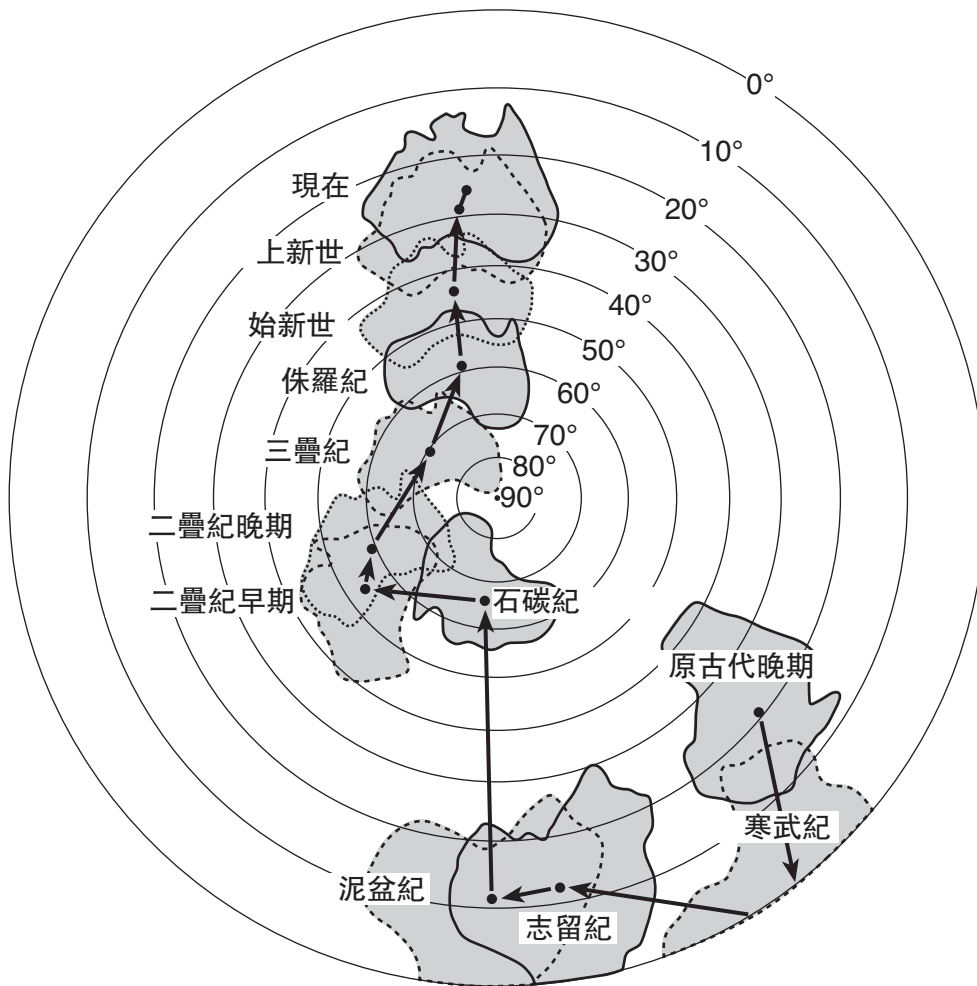 0°
10°
現在
20°
上新世
30°
40°
始新世
50°
侏羅紀
60°
70°
三疊紀
80°
90°
二疊紀晚期
二疊紀早期
石碳紀
原古代晚期
寒武紀
泥盆紀
志留紀